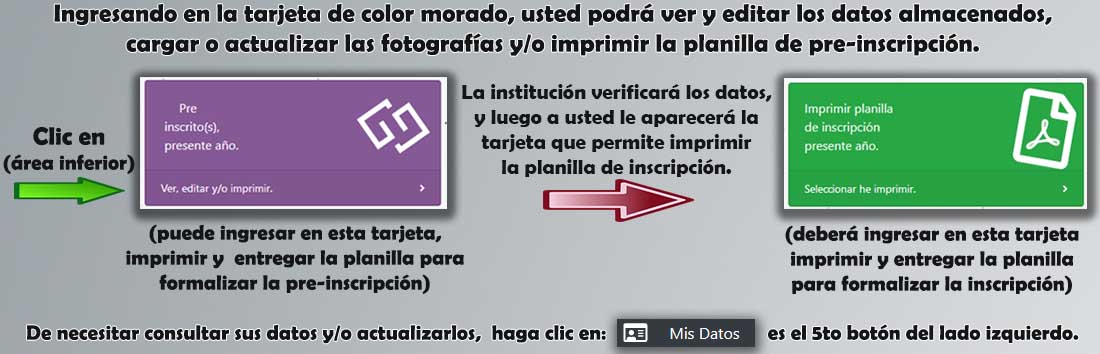 Ingresando en la tarjeta de color morado, usted podrá ver y editar los datos almacenados,
cargar o actualizar las fotografías y/o imprimir la planilla de pre-inscripción.
Clic en
(área inferior)
Pre
inscrito(s),
presente año.
Ver, editar y/o imprimir.
(puede ingresar en esta tarjeta,
imprimir y entregar la planilla para
formalizar la pre-inscripción)
La institución verificará los datos,
y luego a usted le aparecerá la
tarjeta que permite imprimir
la planilla de inscripción.
Imprimir planilla
de inscripción
presente año.
Seleccionar he imprimir.
(deberá ingresar en esta tarjeta
imprimir y entregar la planilla
para formalizar la inscripción)
De necesitar consultar sus datos y/o actualizarlos, haga clic en: Mis Datos es el 5to botón del lado izquierdo.